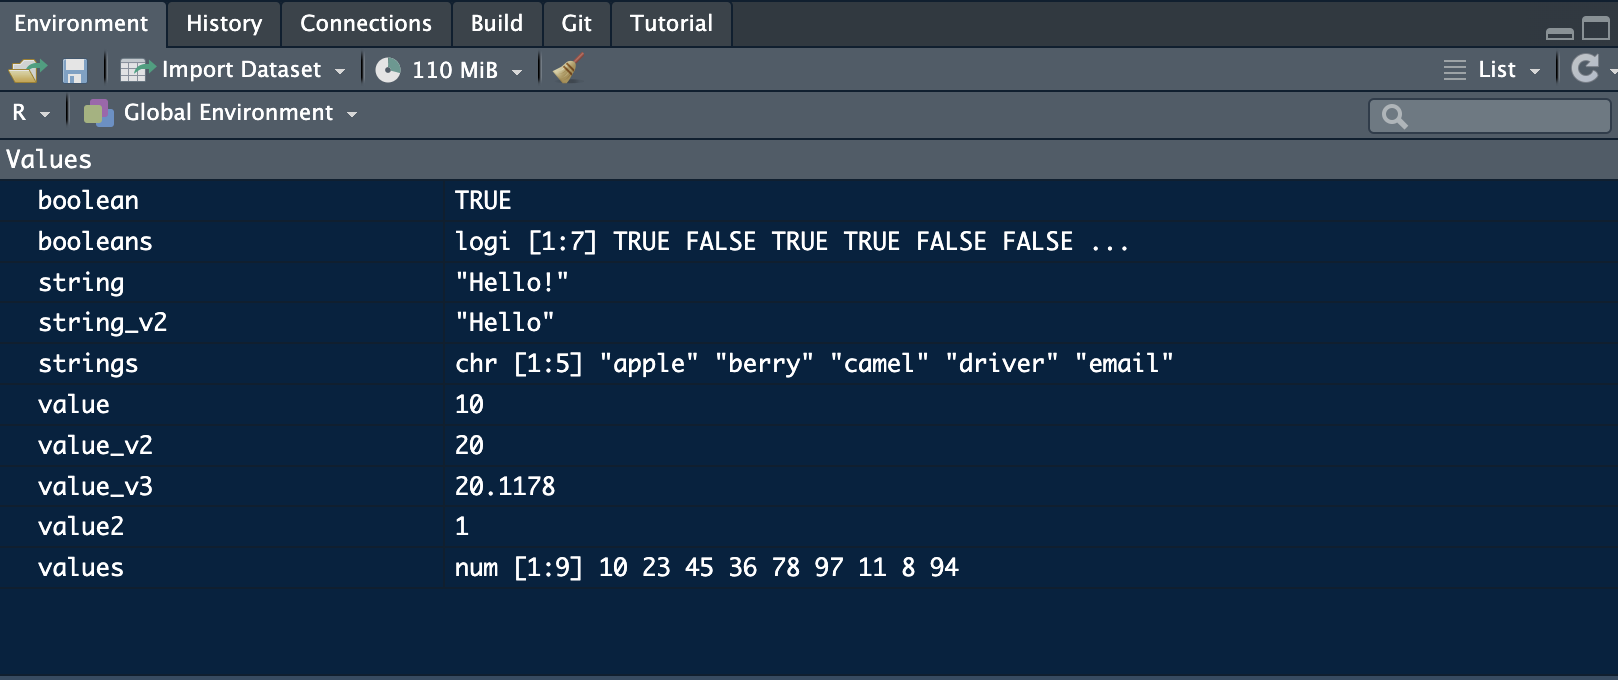 Environment History Connections Build Git Tutorial
Import Dataset 110 MiB List
R Global Environment
Values
boolean TRUE
booleans logi [1:7] TRUE FALSE TRUE TRUE FALSE FALSE ...
string "Hello!"
string_v2 "Hello"
strings chr [1:5] "apple" "berry" "camel" "driver" "email"
value 10
value_v2 20
value_v3 20.1178
value2 1
values num [1:9] 10 23 45 36 78 97 11 8 94